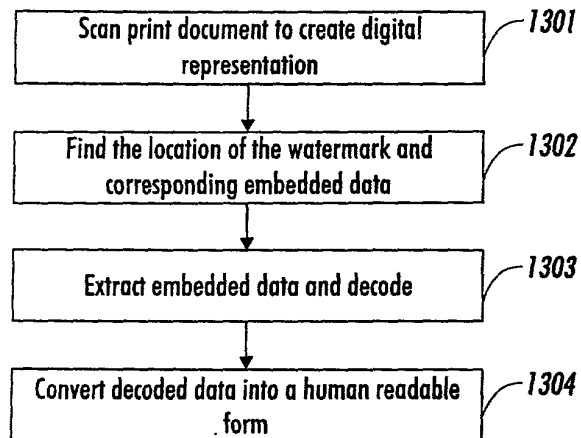 Scan print document to create digital
representation
1301
Find the location of the watermark and
corresponding embedded data
1302
Extract embedded data and decode
1303
Convert decoded data into a human readable
. form
1304